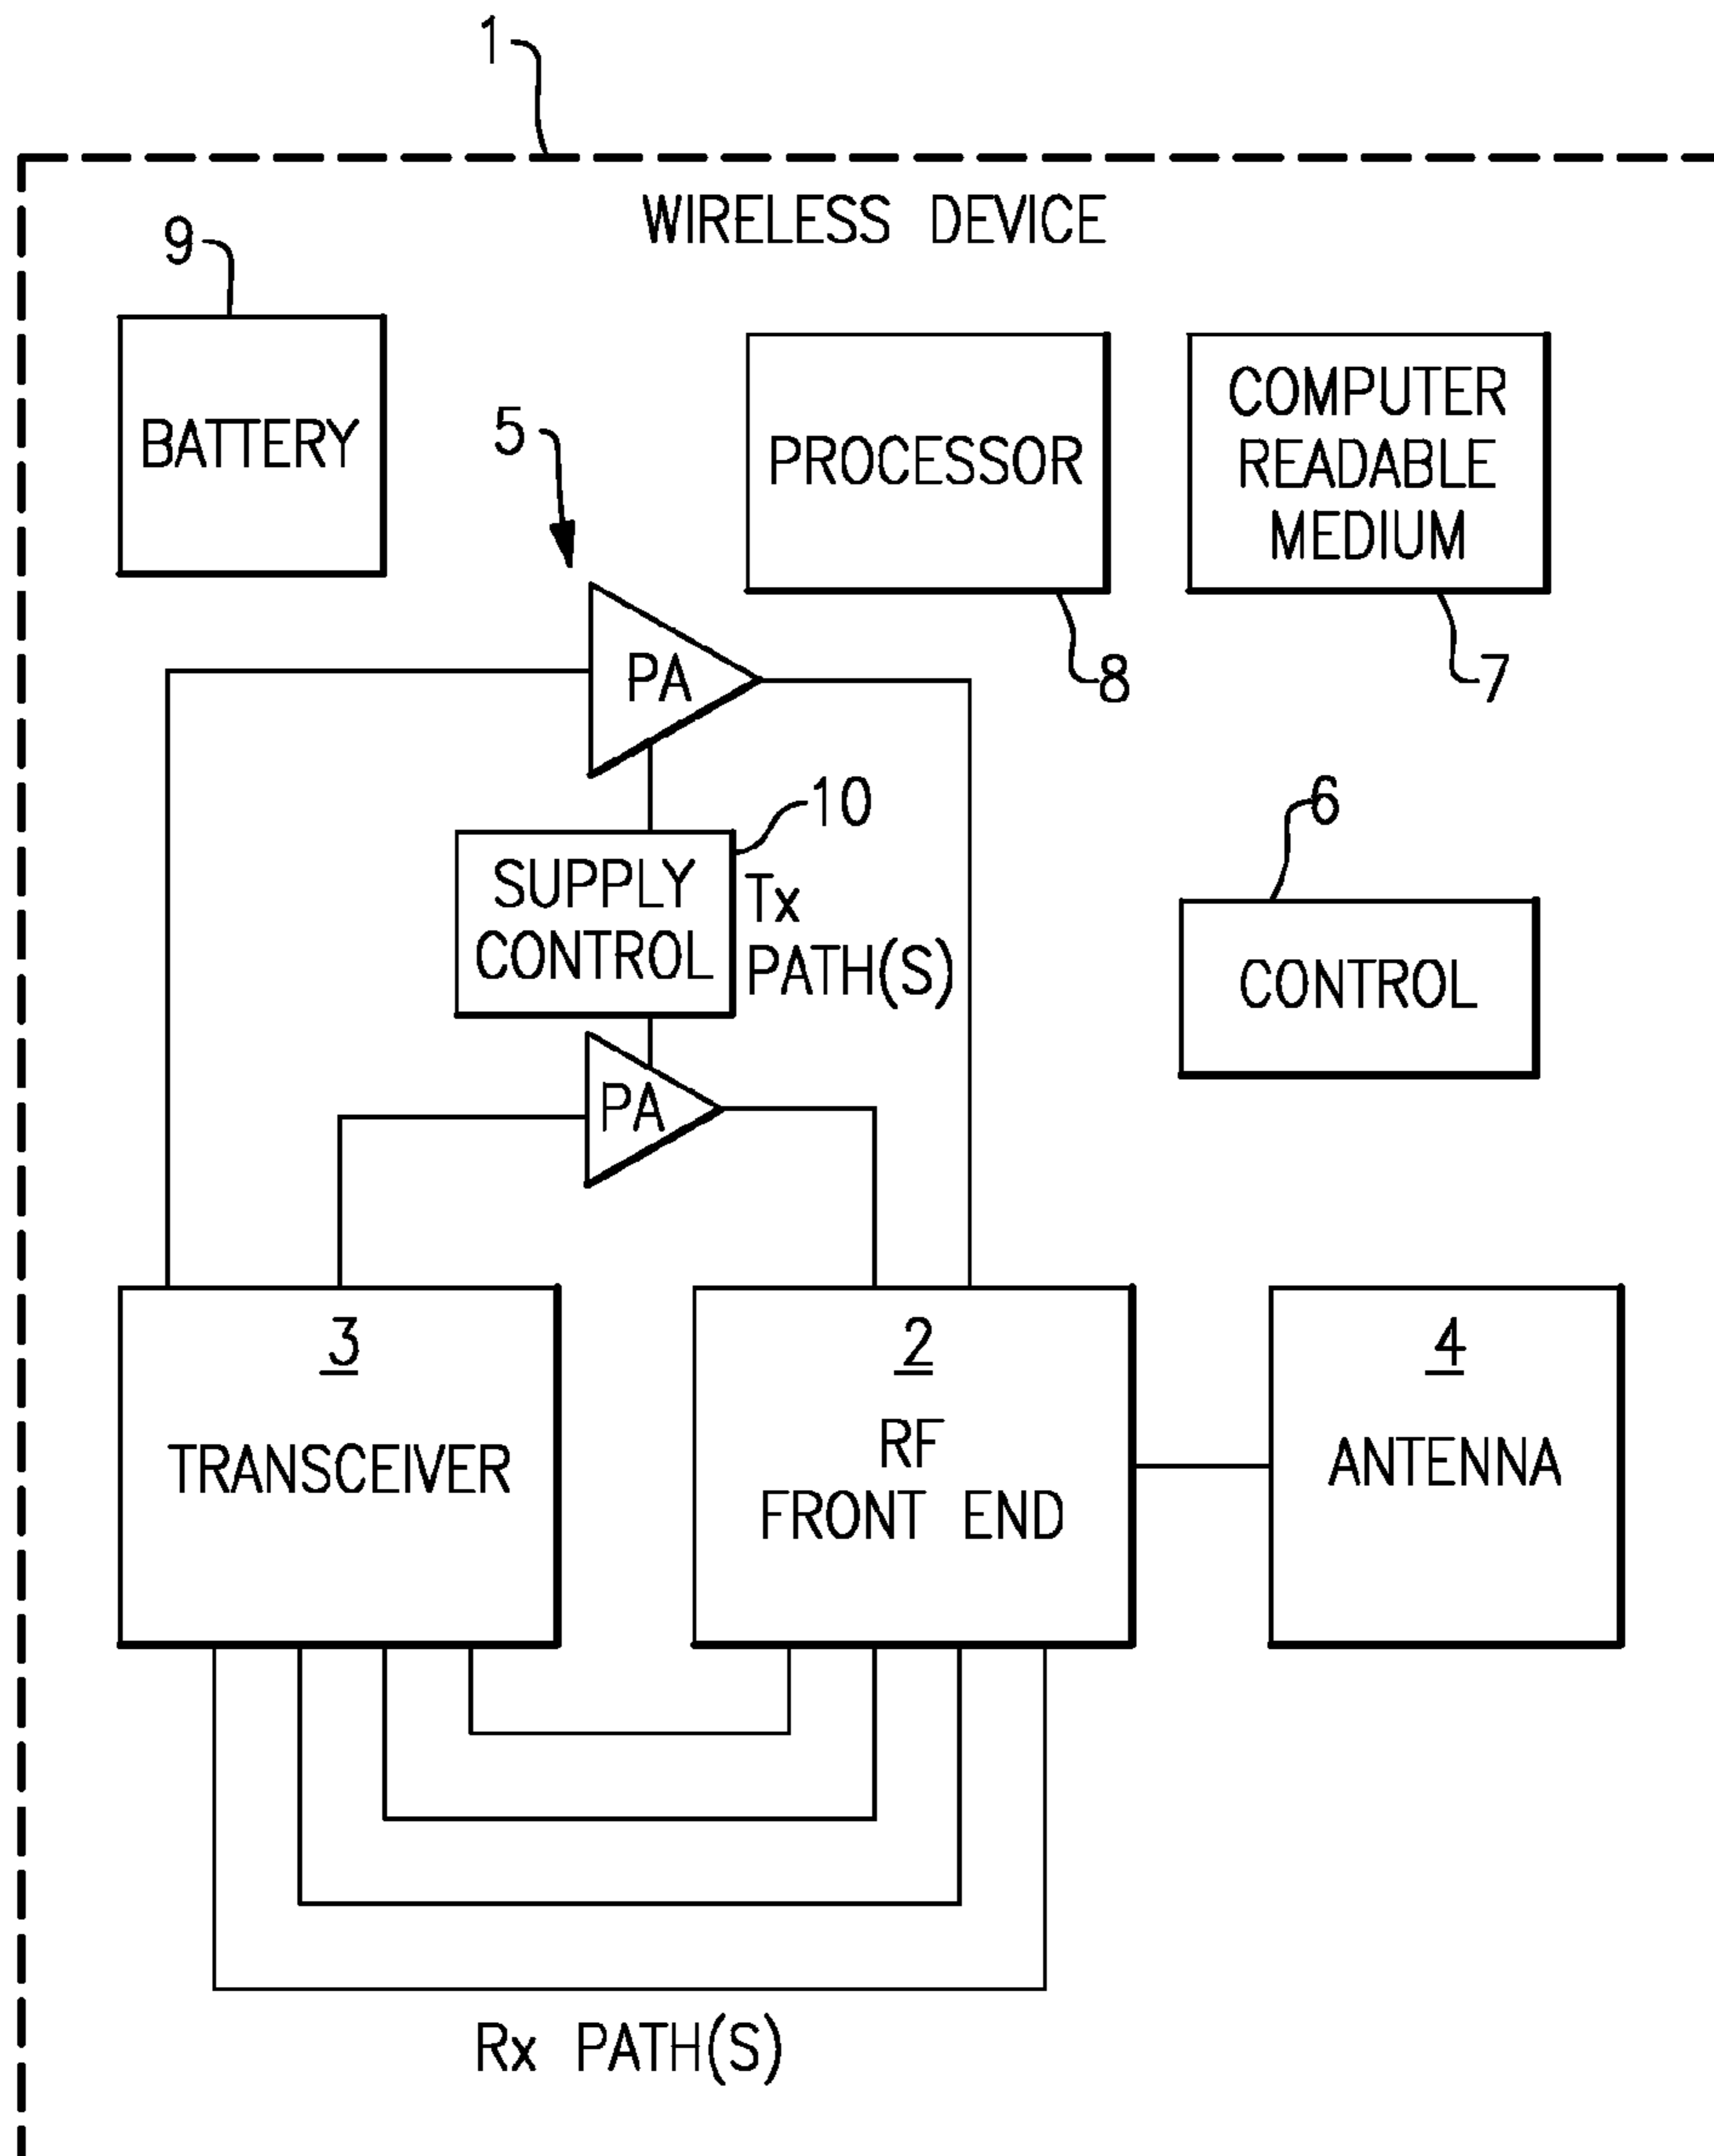 1
WIRELESS DEVICE
9
BATTERY
5
PROCESSOR
8
COMPUTER
READABLE
MEDIUM
7
PA
10
SUPPLY
CONTROL
Tx
PATH(S)
6
CONTROL
PA
3
TRANSCEIVER
2
RF
FRONT END
4
ANTENNA
Rx PATH(S)